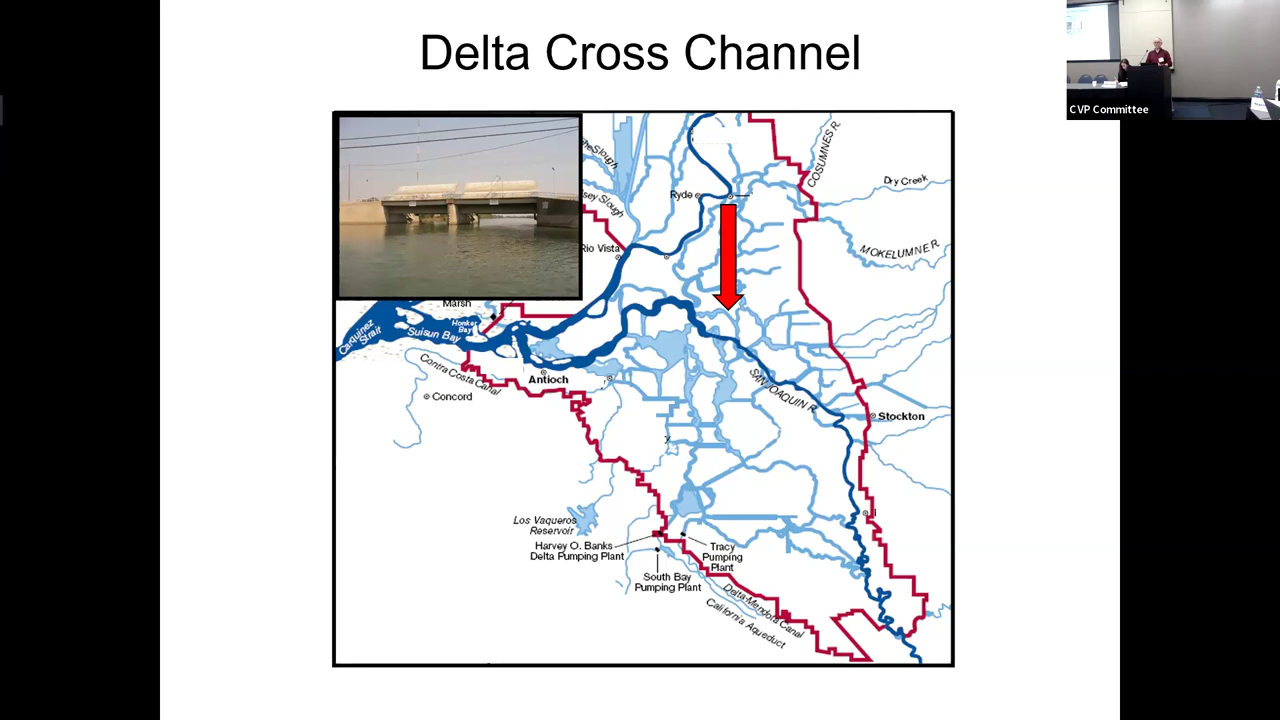 Delta Cross Channel
CVP Committee
COSUMNES R.
Dry Creek
Ryde
MOKELUMNE R.
Rio Vista
Marsh
Honker
Bay
Suisun Bay
Carquinez
Strait
Contra Costa Canal
Antioch
Concord
SAN JOAQUIN R.
Stockton
Los Vaqueros
Reservoir
Harvey O. Banks
Delta Pumping Plant
Tracy
Pumping
Plant
South Bay
Pumping Plant
Delta-Mendota Canal
California Aqueduct